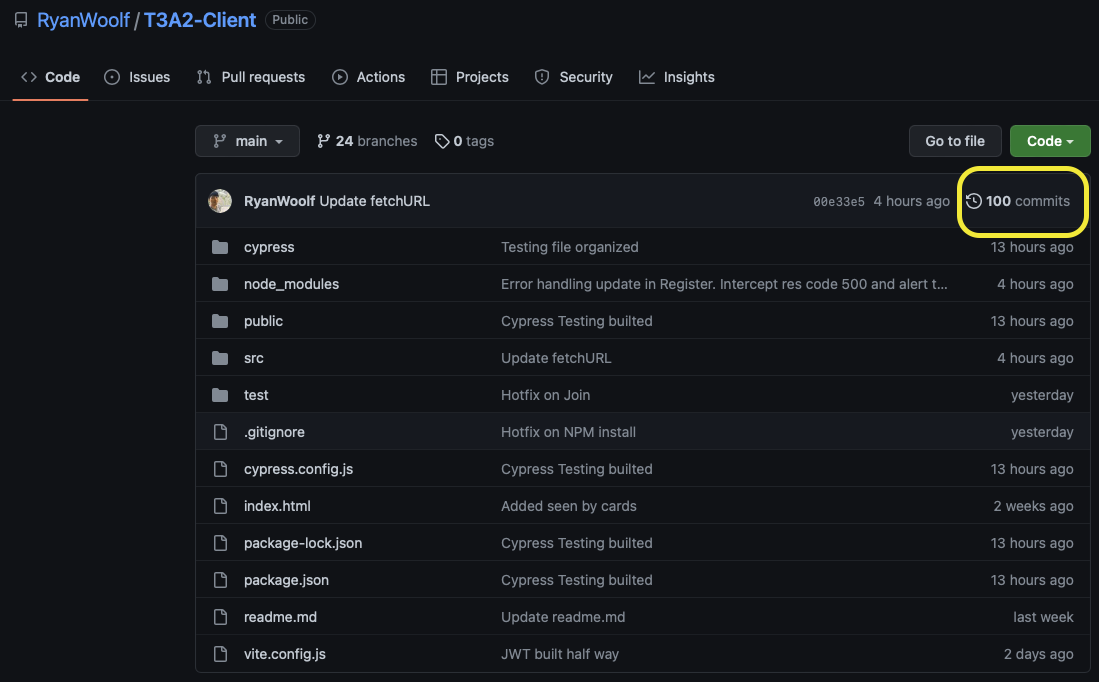 RyanWoolf / T3A2-Client Public
Code Issues Pull requests Actions Projects Security Insights
main 24 branches 0 tags Go to file Code
RyanWoolf Update fetchURL 00e33e5 4 hours ago 100 commits
cypress Testing file organized 13 hours ago
node_modules Error handling update in Register. Intercept res code 500 and alert t... 4 hours ago
public Cypress Testing builted 13 hours ago
src Update fetchURL 4 hours ago
test Hotfix on Join yesterday
.gitignore Hotfix on NPM install yesterday
cypress.config.js Cypress Testing builted 13 hours ago
index.html Added seen by cards 2 weeks ago
package-lock.json Cypress Testing builted 13 hours ago
package.json Cypress Testing builted 13 hours ago
readme.md Update readme.md last week
vite.config.js JWT built half way 2 days ago